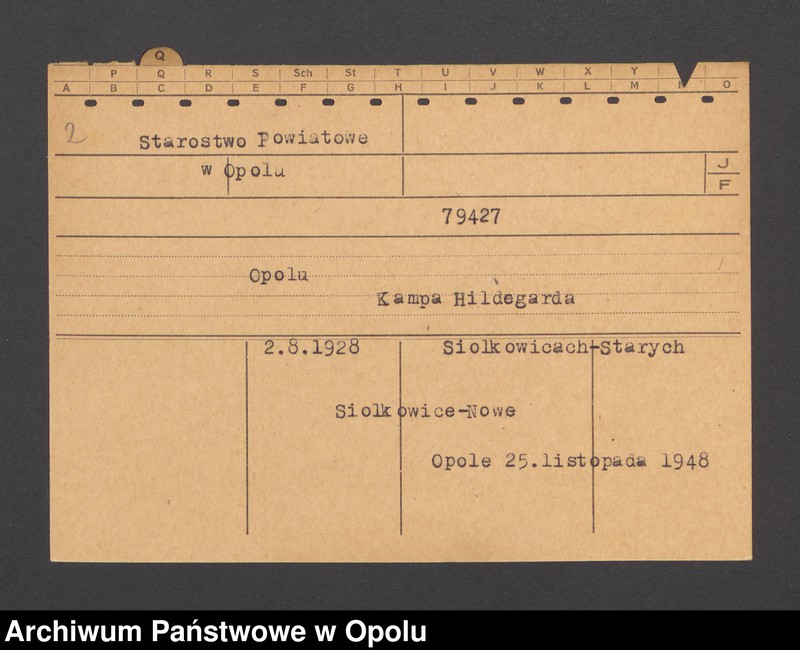 Q
P Q R S Sch St T U V W X Y
A B C D E F G H I J K L M N O
2
Starostwo Powiatowe
w Opolu
J
F
79427
Opolu
Kampa Hildegarda
2.8.1928 Siolkowicach-Starych
Siolkowice-Nowe
Opole 25.listopada 1948
Archiwum Państwowe w Opolu